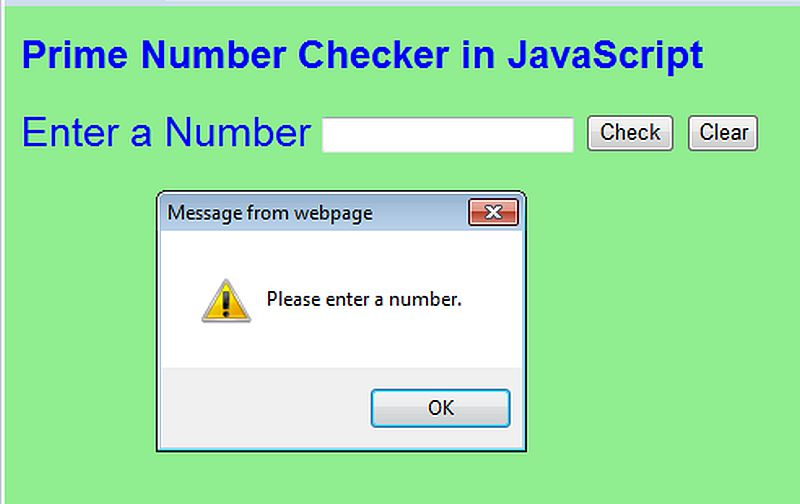 Prime Number Checker in JavaScript
Enter a Number Check Clear
Message from webpage
Please enter a number.
OK